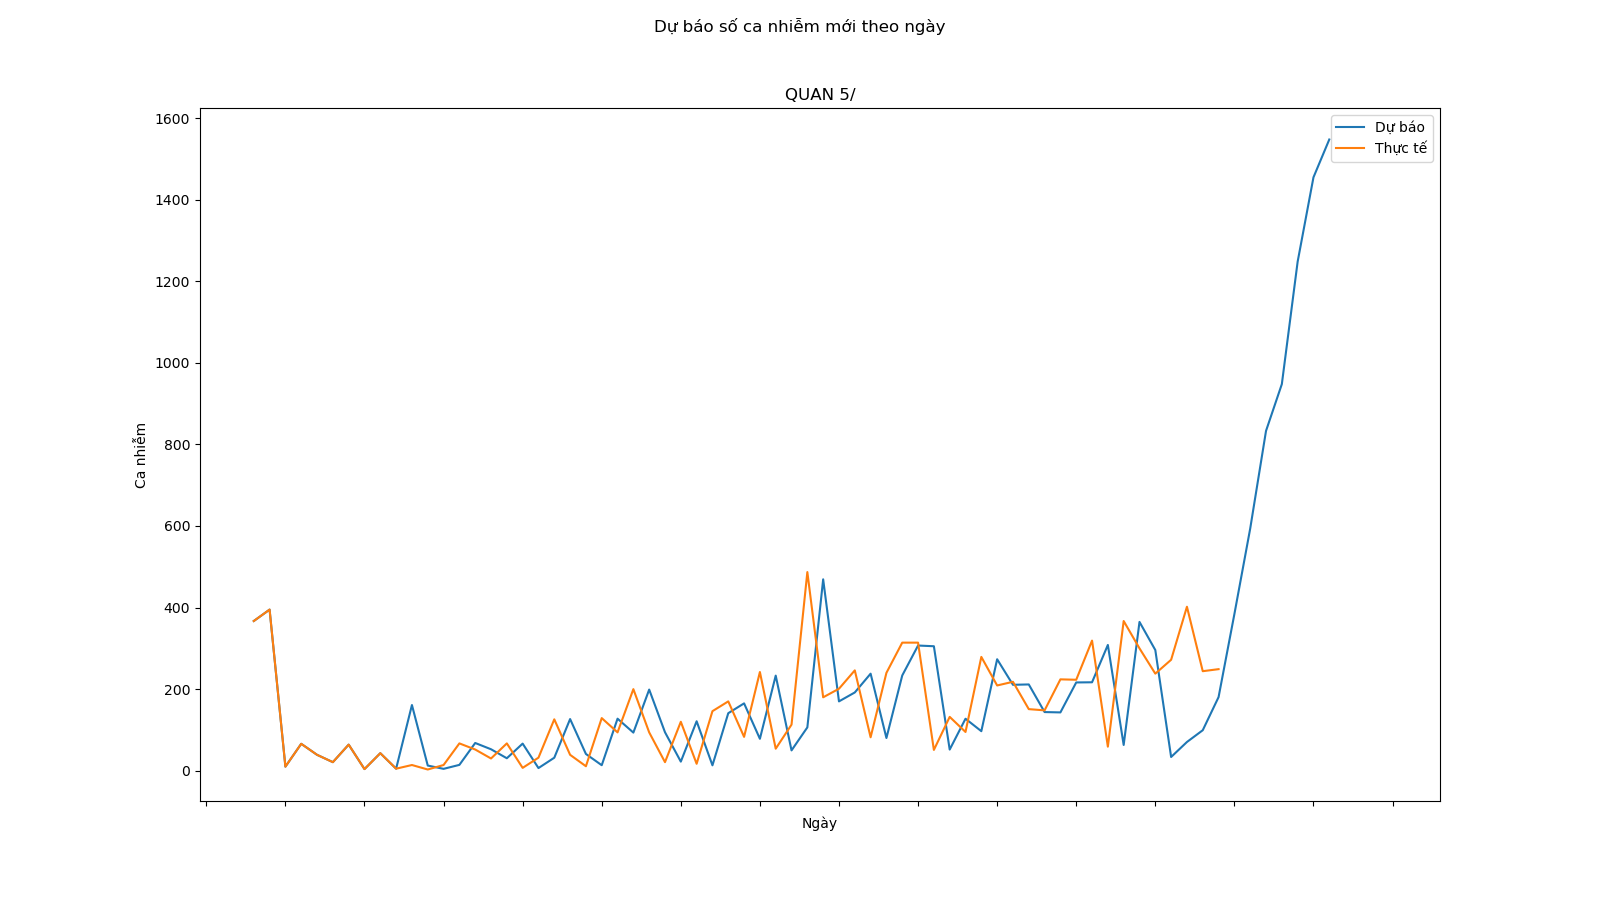 Dự báo số ca nhiễm mới theo ngày
QUAN 5/
1600
1400
1200
1000
800
600
400
200
0
Ca nhiễm
Dự báo
Thực tế
Ngày